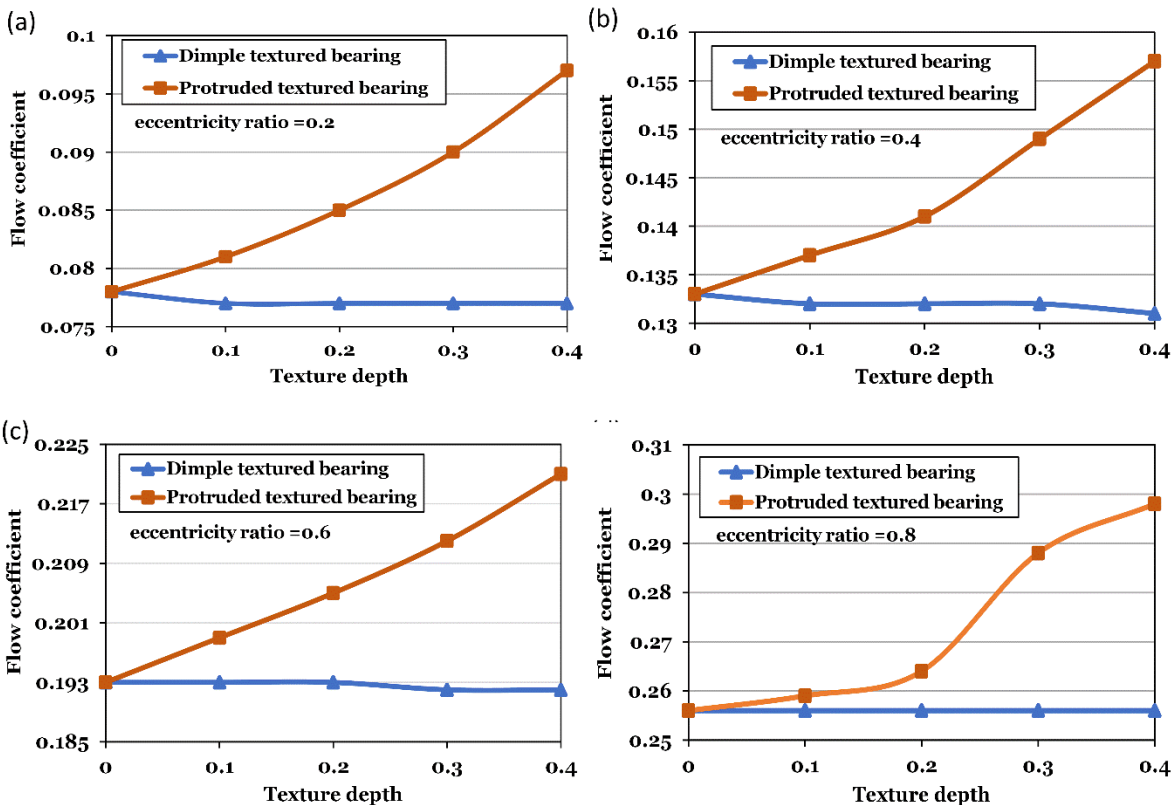 (a)
0.1
0.095
0.09
0.085
0.08
0.075
Flow coefficient
Dimple textured bearing
Protruded textured bearing
eccentricity ratio =0.2
0 0.1 0.2 0.3 0.4
Texture depth
(b)
0.16
0.155
0.15
0.145
0.14
0.135
0.13
Flow coefficient
Dimple textured bearing
Protruded textured bearing
eccentricity ratio =0.4
0 0.1 0.2 0.3 0.4
Texture depth
(c)
0.225
0.217
0.209
0.201
0.193
0.185
Flow coefficient
Dimple textured bearing
Protruded textured bearing
eccentricity ratio =0.6
0 0.1 0.2 0.3 0.4
Texture depth
0.31
0.3
0.29
0.28
0.27
0.26
0.25
Flow coefficient
Dimple textured bearing
Protruded textured bearing
eccentricity ratio =0.8
0 0.1 0.2 0.3 0.4
Texture depth